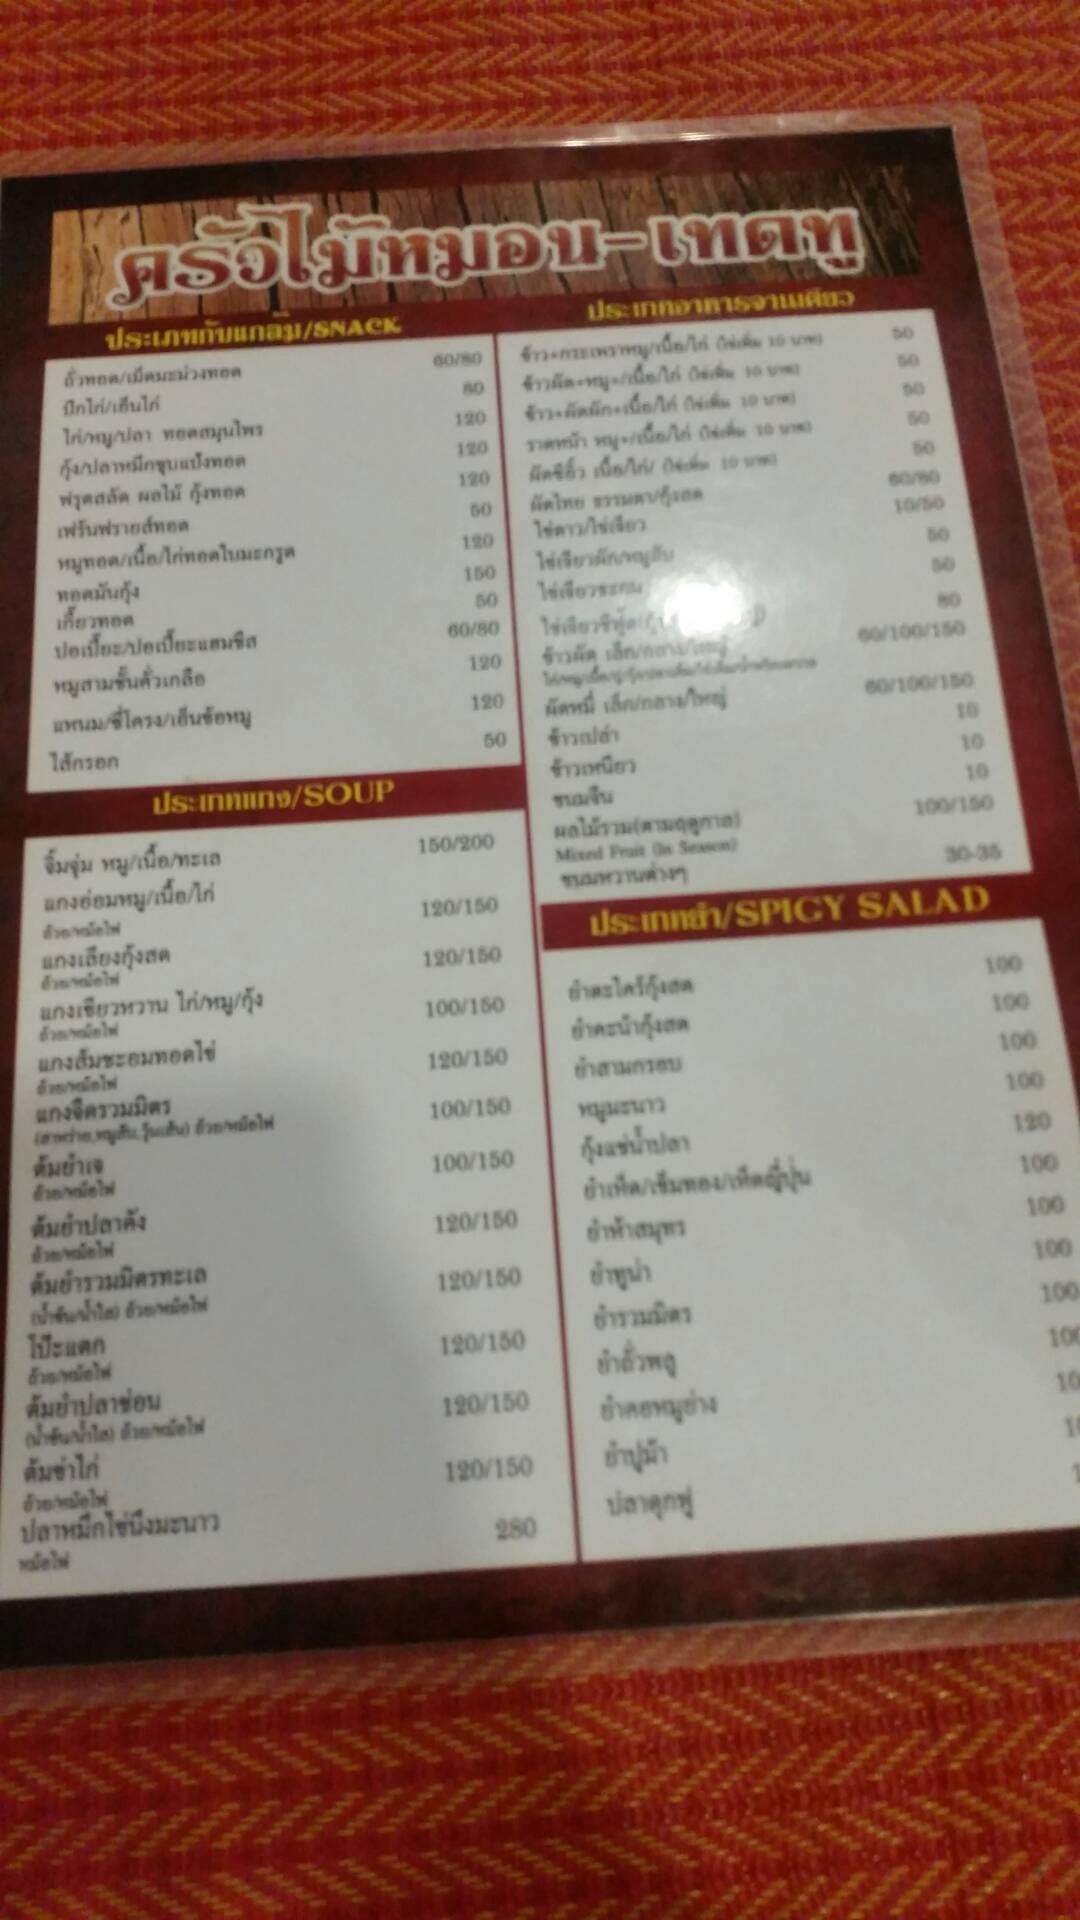 ครัวไม้หมอน-เทดทู
ประเภทกับแกล้ม/SNACK
ถั่วทอด/เม็ดมะม่วงทอด 60/80
ปีกไก่/เอ็นไก่ 80
ไก่/หมู/ปลา ทอดสมุนไพร 120
กุ้ง/ปลาหมึกชุบแป้งทอด 120
ฟรุตสลัด ผลไม้ กุ้งทอด 120
เฟร้นฟรายส์ทอด 50
หมูทอด/เนื้อ/ไก่ทอดใบมะกรูด 120
ทอดมันกุ้ง 150
เกี๊ยวทอด 50
ปอเปี๊ยะ/ปอเปี๊ยะแฮมชีส 60/80
หมูสามชั้นคั่วเกลือ 120
แหนม/ซี่โครง/เอ็นข้อหมู 120
ไส้กรอก 50
ประเภทแกง/SOUP
จิ้มจุ่ม หมู/เนื้อ/ทะเล 150/200
แกงอ่อมหมู/เนื้อ/ไก่ 120/150
ถ้วย/หม้อไฟ
แกงเลียงกุ้งสด 120/150
ถ้วย/หม้อไฟ
แกงเขียวหวาน ไก่/หมู/กุ้ง 100/150
ถ้วย/หม้อไฟ
แกงส้มชะอมทอดไข่ 120/150
ถ้วย/หม้อไฟ
แกงจืดรวมมิตร 100/150
(สาหร่าย,หมูสับ,วุ้นเส้น) ถ้วย/หม้อไฟ
ต้มยำเจ 100/150
ถ้วย/หม้อไฟ
ต้มยำปลาคัง 120/150
ถ้วย/หม้อไฟ
ต้มยำรวมมิตรทะเล 120/150
(น้ำข้น/น้ำใส) ถ้วย/หม้อไฟ
โป๊ะแตก 120/150
ถ้วย/หม้อไฟ
ต้มยำปลาช่อน 120/150
(น้ำข้น/น้ำใส) ถ้วย/หม้อไฟ
ต้มข่าไก่ 120/150
ถ้วย/หม้อไฟ
ปลาหมึกไข่นึ่งมะนาว 280
หม้อไฟ
ประเภทอาหารจานเดียว
ข้าว+กระเพราหมู/เนื้อ/ไก่ (ไข่เพิ่ม 10 บาท) 50
ข้าวผัด+หมู+/เนื้อ/ไก่ (ไข่เพิ่ม 10 บาท) 50
ข้าว+ผัดผัก+เนื้อ/ไก่ (ไข่เพิ่ม 10 บาท) 50
ราดหน้า หมู+/เนื้อ/ไก่ (ไข่เพิ่ม 10 บาท) 50
ผัดซีอิ๊ว เนื้อ/ไก่/ (ไข่เพิ่ม 10 บาท) 50
ผัดไทย ธรรมดา/กุ้งสด 60/80
ไข่ดาว/ไข่เจียว 10/50
ไข่เจียวผัก/หมูสับ 50
ไข่เจียวชะอม 50
ไข่เจียวซีฟู้ด 80
ข้าวผัด เล็ก/กลาง/ใหญ่ 60/100/150
ผัดหมี่ เล็ก/กลาง/ใหญ่ 60/100/150
ข้าวเปล่า 10
ข้าวเหนียว 10
ขนมจีน 10
ผลไม้รวม(ตามฤดูกาล) 100/150
Mixed Fruit (In Season)
ขนมหวานต่างๆ 30-35
ประเภทยำ/SPICY SALAD
ยำตะไคร้กุ้งสด 100
ยำคะน้ากุ้งสด 100
ยำสามกรอบ 100
หมูมะนาว 100
กุ้งแช่น้ำปลา 120
ยำเห็ด/เข็มทอง/เห็ดญี่ปุ่น 100
ยำห้าสมุทร 100
ยำทูน่า 100
ยำรวมมิตร 100
ยำถั่วพลู 100
ยำคอหมูย่าง 10
ยำปูม้า
ปลาดุกฟู